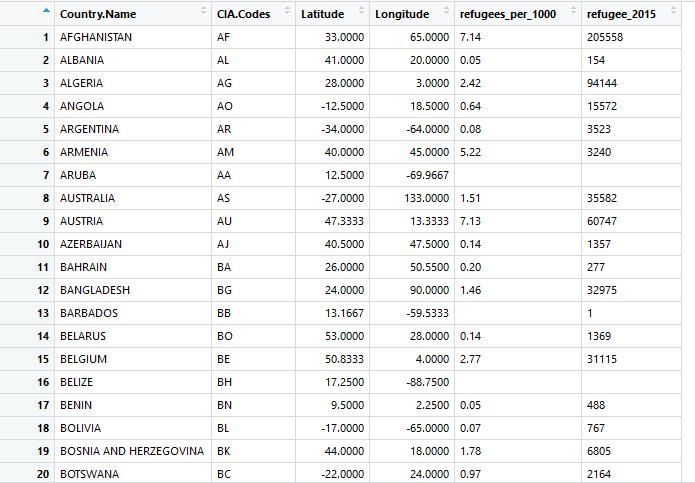 Country.Name CIA.Codes Latitude Longitude refugees_per_1000 refugee_2015
1 AFGHANISTAN AF 33.0000 65.0000 7.14 205558
2 ALBANIA AL 41.0000 20.0000 0.05 154
3 ALGERIA AG 28.0000 3.0000 2.42 94144
4 ANGOLA AO -12.5000 18.5000 0.64 15572
5 ARGENTINA AR -34.0000 -64.0000 0.08 3523
6 ARMENIA AM 40.0000 45.0000 5.22 3240
7 ARUBA AA 12.5000 -69.9667
8 AUSTRALIA AS -27.0000 133.0000 1.51 35582
9 AUSTRIA AU 47.3333 13.3333 7.13 60747
10 AZERBAIJAN AJ 40.5000 47.5000 0.14 1357
11 BAHRAIN BA 26.0000 50.5500 0.20 277
12 BANGLADESH BG 24.0000 90.0000 1.46 32975
13 BARBADOS BB 13.1667 -59.5333 1
14 BELARUS BO 53.0000 28.0000 0.14 1369
15 BELGIUM BE 50.8333 4.0000 2.77 31115
16 BELIZE BH 17.2500 -88.7500
17 BENIN BN 9.5000 2.2500 0.05 488
18 BOLIVIA BL -17.0000 -65.0000 0.07 767
19 BOSNIA AND HERZEGOVINA BK 44.0000 18.0000 1.78 6805
20 BOTSWANA BC -22.0000 24.0000 0.97 2164